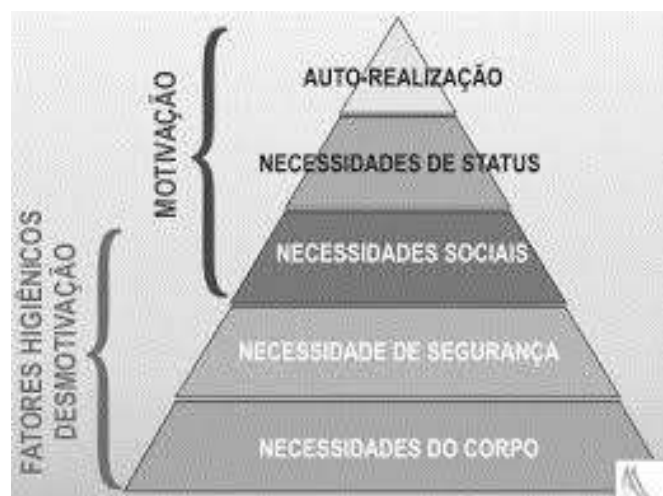 AUTO-REALIZAÇÃO
NECESSIDADES DE STATUS
NECESSIDADES SOCIAIS
NECESSIDADE DE SEGURANÇA
NECESSIDADES DO CORPO
MOTIVAÇÃO
FATORES HIGIÊNICOS
DESMOTIVAÇÃO